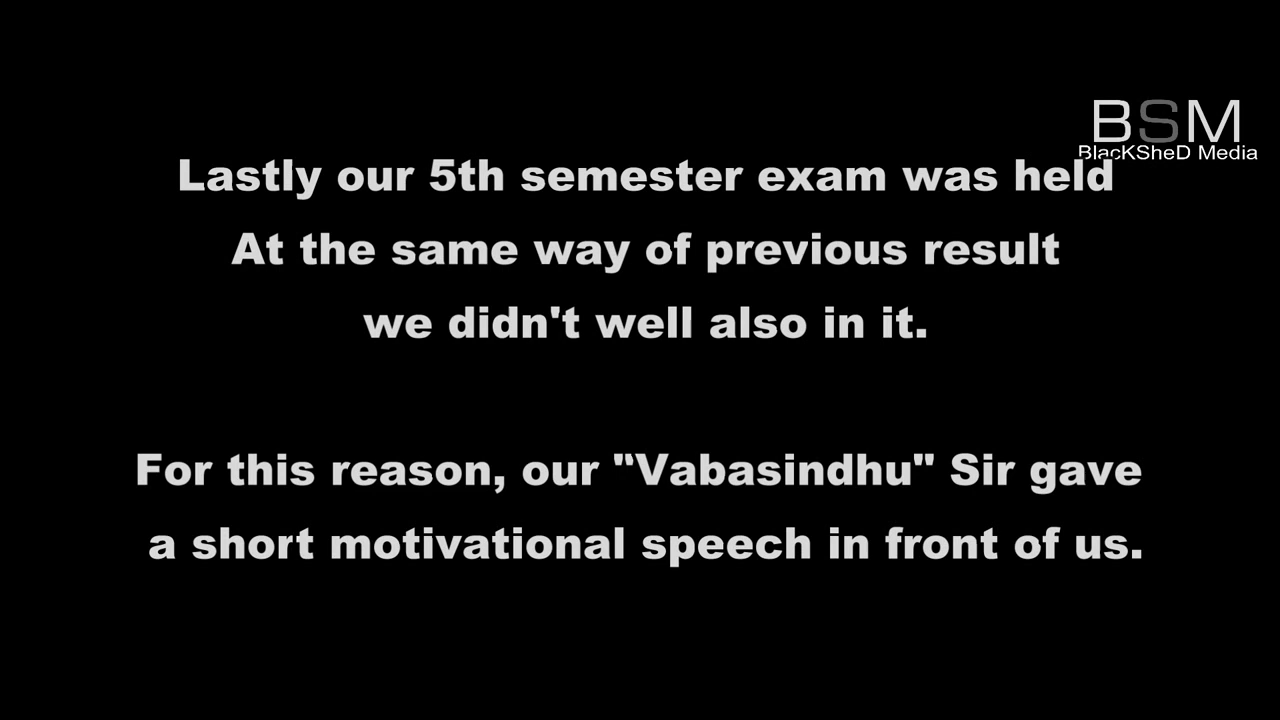 BSM
BlacKSheD Media
Lastly our 5th semester exam was held
At the same way of previous result
we didn't well also in it.
For this reason, our "Vabasindhu" Sir gave
a short motivational speech in front of us.